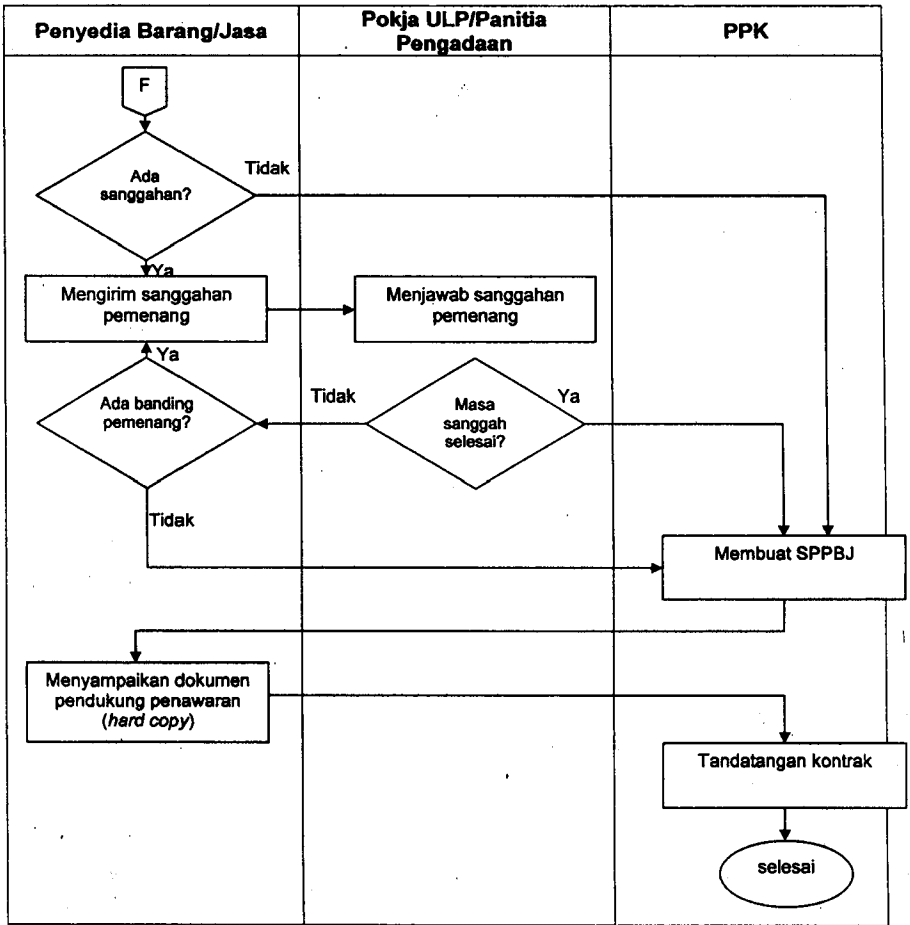 Penyedia Barang/Jasa
Pokja ULP/Panitia
Pengadaan
PPK
F
Ada
sanggahan?
Tidak
Ya
Mengirim sanggahan
pemenang
Menjawab sanggahan
pemenang
Ya
Ada banding
pemenang?
Tidak
Masa
sanggah
selesai?
Ya
Tidak
Membuat SPPBJ
Menyampaikan dokumen
pendukung penawaran
(hard copy)
Tandatangan kontrak
selesai